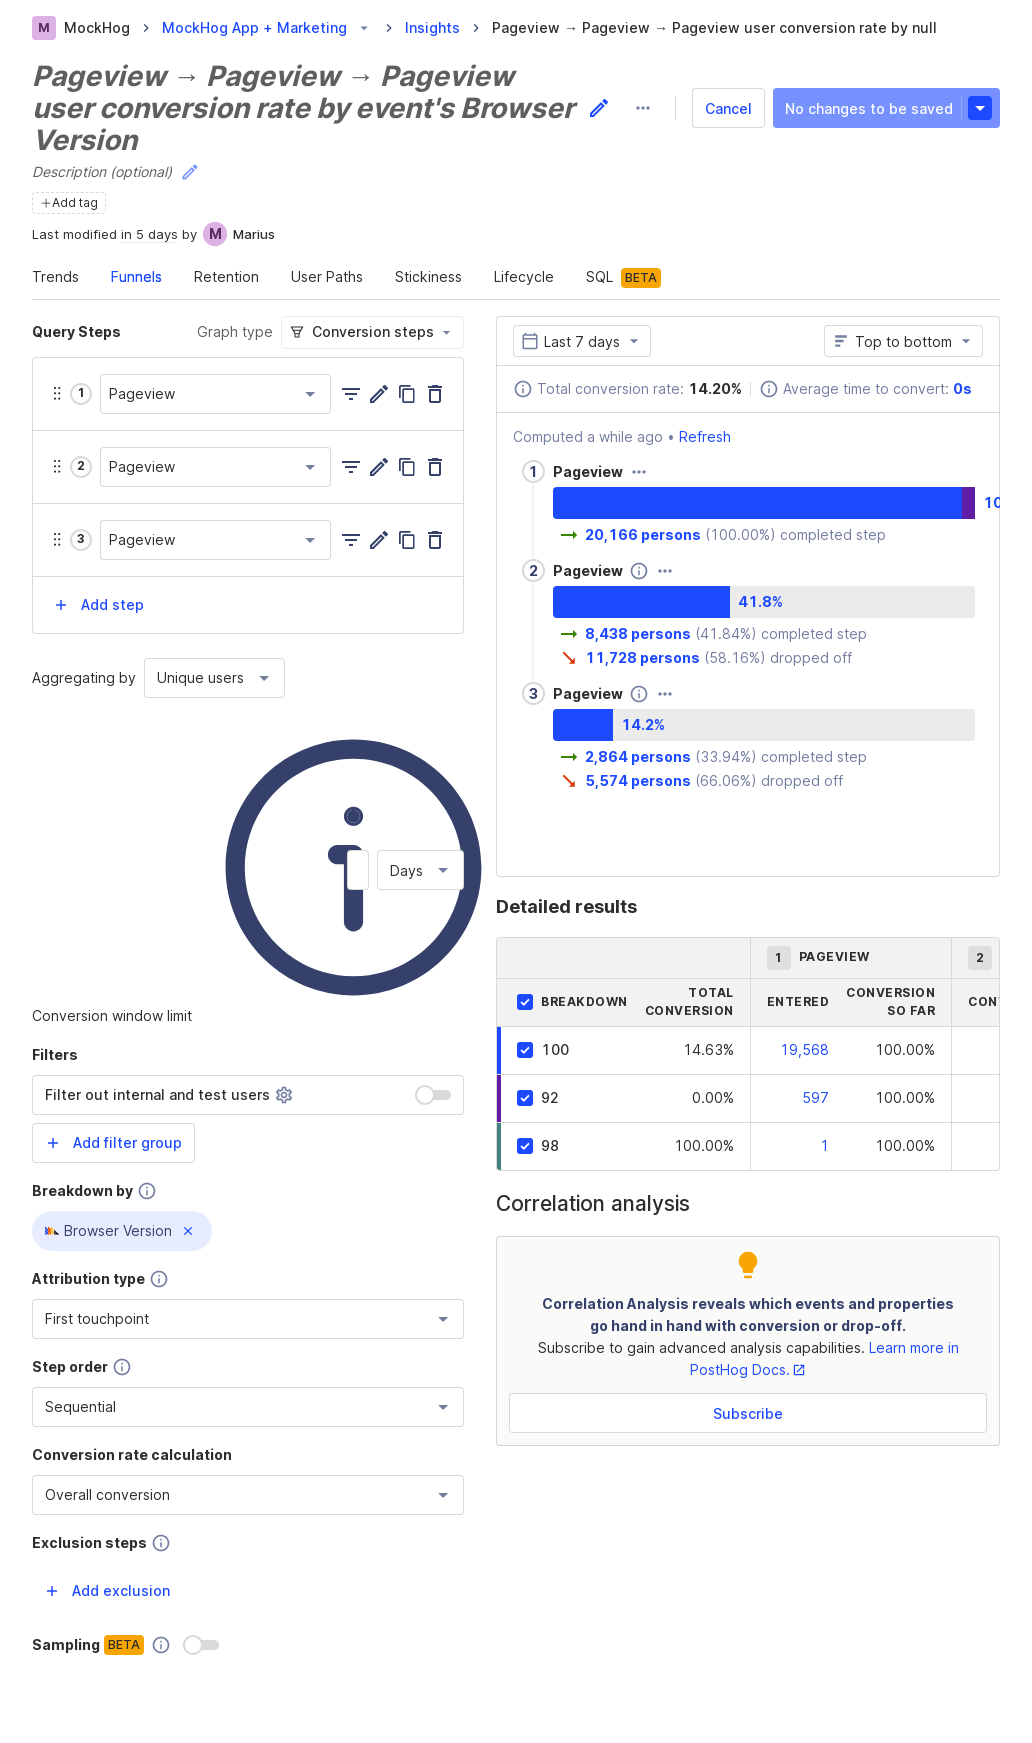 M MockHog > MockHog App + Marketing > Insights > Pageview → Pageview → Pageview user conversion rate by null
Pageview → Pageview → Pageview
user conversion rate by event's Browser
Version
Cancel
No changes to be saved
Description (optional)
+Add tag
Last modified in 5 days by M Marius
Trends Funnels Retention User Paths Stickiness Lifecycle SQL BETA
Query Steps
Graph type
Conversion steps
1 Pageview
2 Pageview
3 Pageview
+ Add step
Aggregating by Unique users
Days
Conversion window limit
Filters
Filter out internal and test users
+ Add filter group
Breakdown by
Browser Version
Attribution type
First touchpoint
Step order
Sequential
Conversion rate calculation
Overall conversion
Exclusion steps
+ Add exclusion
Sampling BETA
Last 7 days
Top to bottom
Total conversion rate: 14.20%
Average time to convert: 0s
Computed a while ago • Refresh
1 Pageview
10
→ 20,166 persons (100.00%) completed step
2 Pageview
41.8%
→ 8,438 persons (41.84%) completed step
↘ 11,728 persons (58.16%) dropped off
3 Pageview
14.2%
→ 2,864 persons (33.94%) completed step
↘ 5,574 persons (66.06%) dropped off
Detailed results
1 PAGEVIEW 2
BREAKDOWN TOTAL CONVERSION ENTERED CONVERSION SO FAR
100 14.63% 19,568 100.00%
92 0.00% 597 100.00%
98 100.00% 1 100.00%
Correlation analysis
Correlation Analysis reveals which events and properties
go hand in hand with conversion or drop-off.
Subscribe to gain advanced analysis capabilities. Learn more in
PostHog Docs.
Subscribe